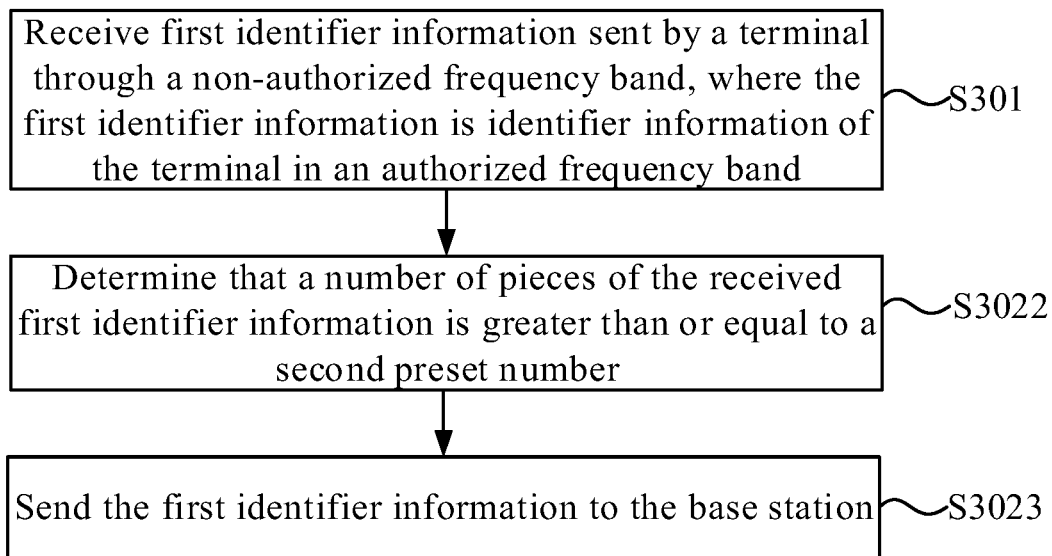 Receive first identifier information sent by a terminal
through a non-authorized frequency band, where the
first identifier information is identifier information of
the terminal in an authorized frequency band
S301
Determine that a number of pieces of the received
first identifier information is greater than or equal to a
second preset number
S3022
Send the first identifier information to the base station
S3023